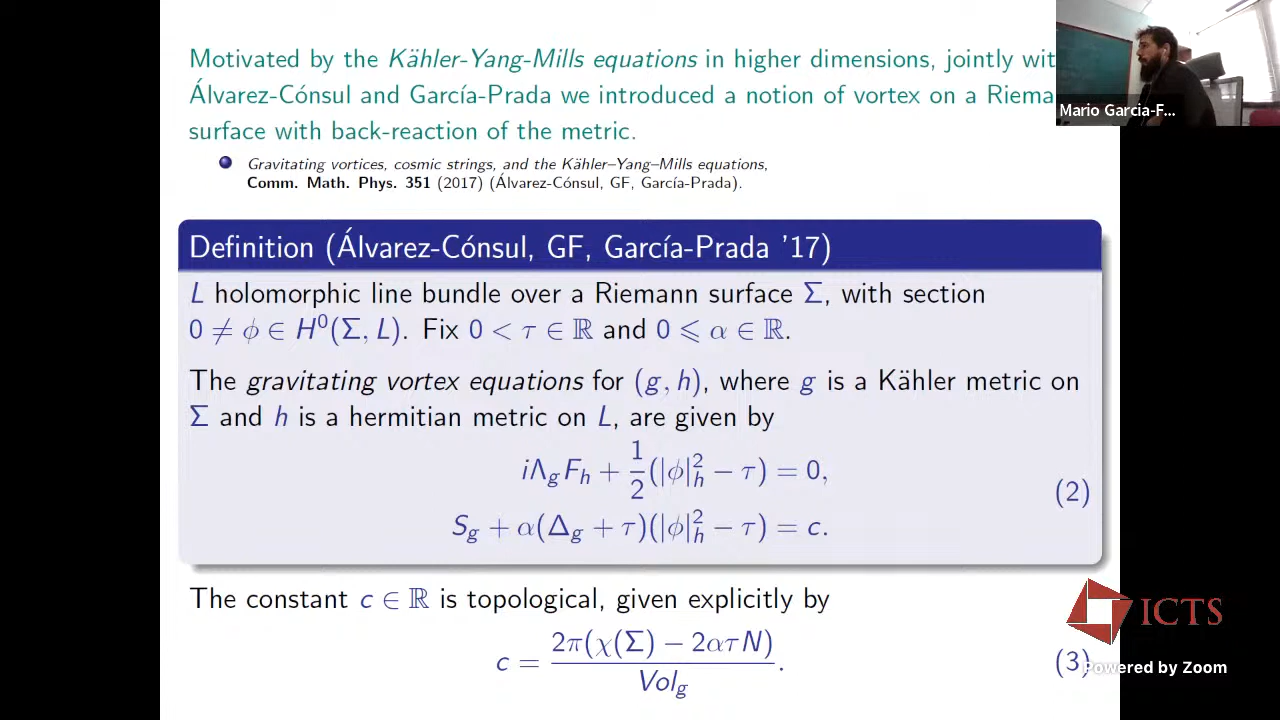 Motivated by the Kähler-Yang-Mills equations in higher dimensions, jointly wit
Álvarez-Cónsul and García-Prada we introduced a notion of vortex on a Riema
surface with back-reaction of the metric.
Gravitating vortices, cosmic strings, and the Kähler–Yang–Mills equations,
Comm. Math. Phys. 351 (2017) (Álvarez-Cónsul, GF, García-Prada).
Mario Garcia-F...
Definition (Álvarez-Cónsul, GF, García-Prada '17)
L holomorphic line bundle over a Riemann surface Σ, with section
0 ≠ ϕ ∈ H⁰(Σ, L). Fix 0 < τ ∈ ℝ and 0 ⩽ α ∈ ℝ.
The gravitating vortex equations for (g, h), where g is a Kähler metric on
Σ and h is a hermitian metric on L, are given by
iΛ_g F_h + 1/2(|ϕ|²_h − τ) = 0,
S_g + α(Δ_g + τ)(|ϕ|²_h − τ) = c.
(2)
The constant c ∈ ℝ is topological, given explicitly by
c = 2π(χ(Σ) − 2ατN) / Vol_g.
(3)
ICTS
Powered by Zoom